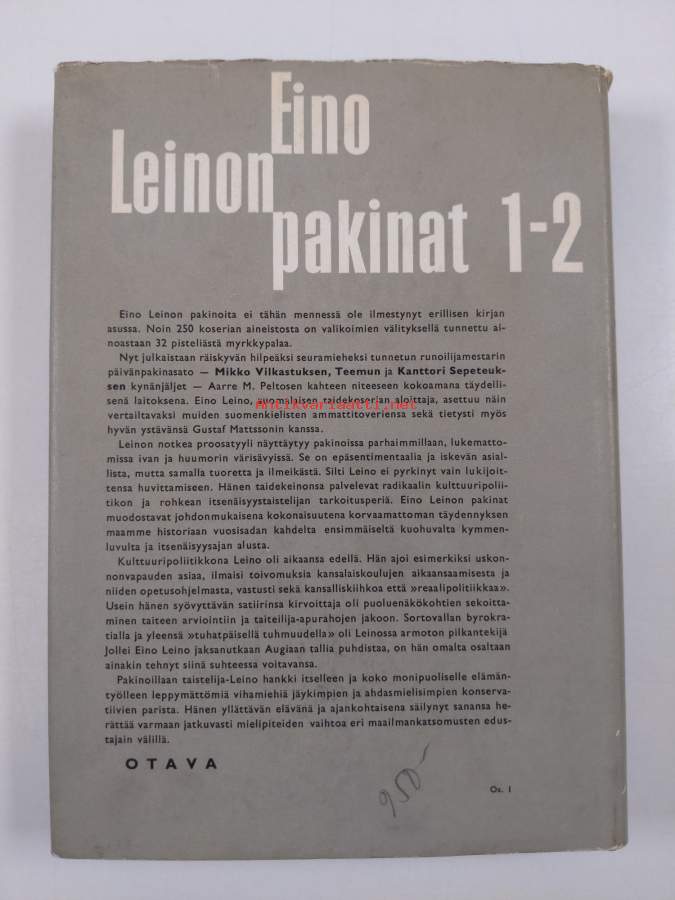 Eino
Leinon
pakinat 1-2
Eino Leinon pakinoita ei tähän mennessä ole ilmestynyt erillisen kirjan
asussa. Noin 250 koserian aineistosta on valikoimien välityksellä tunnettu ai-
noastaan 32 pisteliästä myrkkypalaa.
Nyt julkaistaan räiskyvän hilpeäksi seuramieheksi tunnetun runoilijamestarin
päivänpakinasato — Mikko Vilkastuksen, Teemun ja Kanttori Sepeteuk-
sen kynänjäljet — Aarre M. Peltosen kahteen niteeseen kokoamana täydelli-
senä laitoksena. Eino Leino, suomalaisen taidekoserian aloittaja, asettuu näin
Antikvariaatti.net
vertailtavaksi muiden suomenkielisten ammattitoveriensa sekä tietysti myös
hyvän ystävänsä Gustaf Mattssonin kanssa.
Leinon notkea proosatyyli näyttäytyy pakinoissa parhaimmillan, lukematto-
missa ivan ja huumorin värisävyissä. Se on epäsentimentaalia ja iskevän asial-
lista, mutta samalla tuoretta ja ilmeikästä. Silti Leino ei pyrkinyt vain lukijoit-
tensa huvittamiseen. Hänen taidekeinonsa palvelevat radikaalin kulttuuripolii-
tikon ja rohkean itsenäisyystaistelijan tarkoitusperiä. Eino Leinon pakinat
muodostavat johdonmukaisena kokonaisuutena korvaamattoman täydennyksen
maamme historiaan vuosisadan kahdelta ensimmäiseltä kuohuvalta kymmen-
luvulta ja itsenäisyysajan alusta.
Kulttuuripoliitikkona Leino oli aikaansa edellä. Hän ajoi esimerkiksi uskon-
nonvapauden asiaa, ilmaisi toivomuksia kansalaiskoulujen aikaansaamisesta ja
niiden opetusohjelmasta, vastusti sekä kansalliskiihkoa että »reaalipolitiikkaa».
Usein hänen syövyttävän satiirinsa kirvoittaja oli puoluenäkökohtien sekoitta-
minen taiteen arviointiin ja taiteilija-apurahojen jakoon. Sortovallan byrokra-
tialla ja yleensä »tuhatpäisellä tuhmuudella» oli Leinossa armoton pilkantekijä
Jollei Eino Leino jaksanutkaan Augiaan tallia puhdistaa, on hän omalta osaltaan
ainakin tehnyt siinä suhteessa voitavansa.
Pakinoillaan taistelija-Leino hankki itselleen ja koko monipuoliselle elämän-
työlleen leppymättömiä vihamiehiä jäykimpien ja ahdasmielisimpien konserva-
tiivien parista. Hänen yllättävän elävänä ja ajankohtaisena säilynyt sanansa he-
rättää varmaan jatkuvasti mielipiteiden vaihtoa eri maailmankatsomusten edus-
tajain välillä.
OTAVA
950-
Os. 1